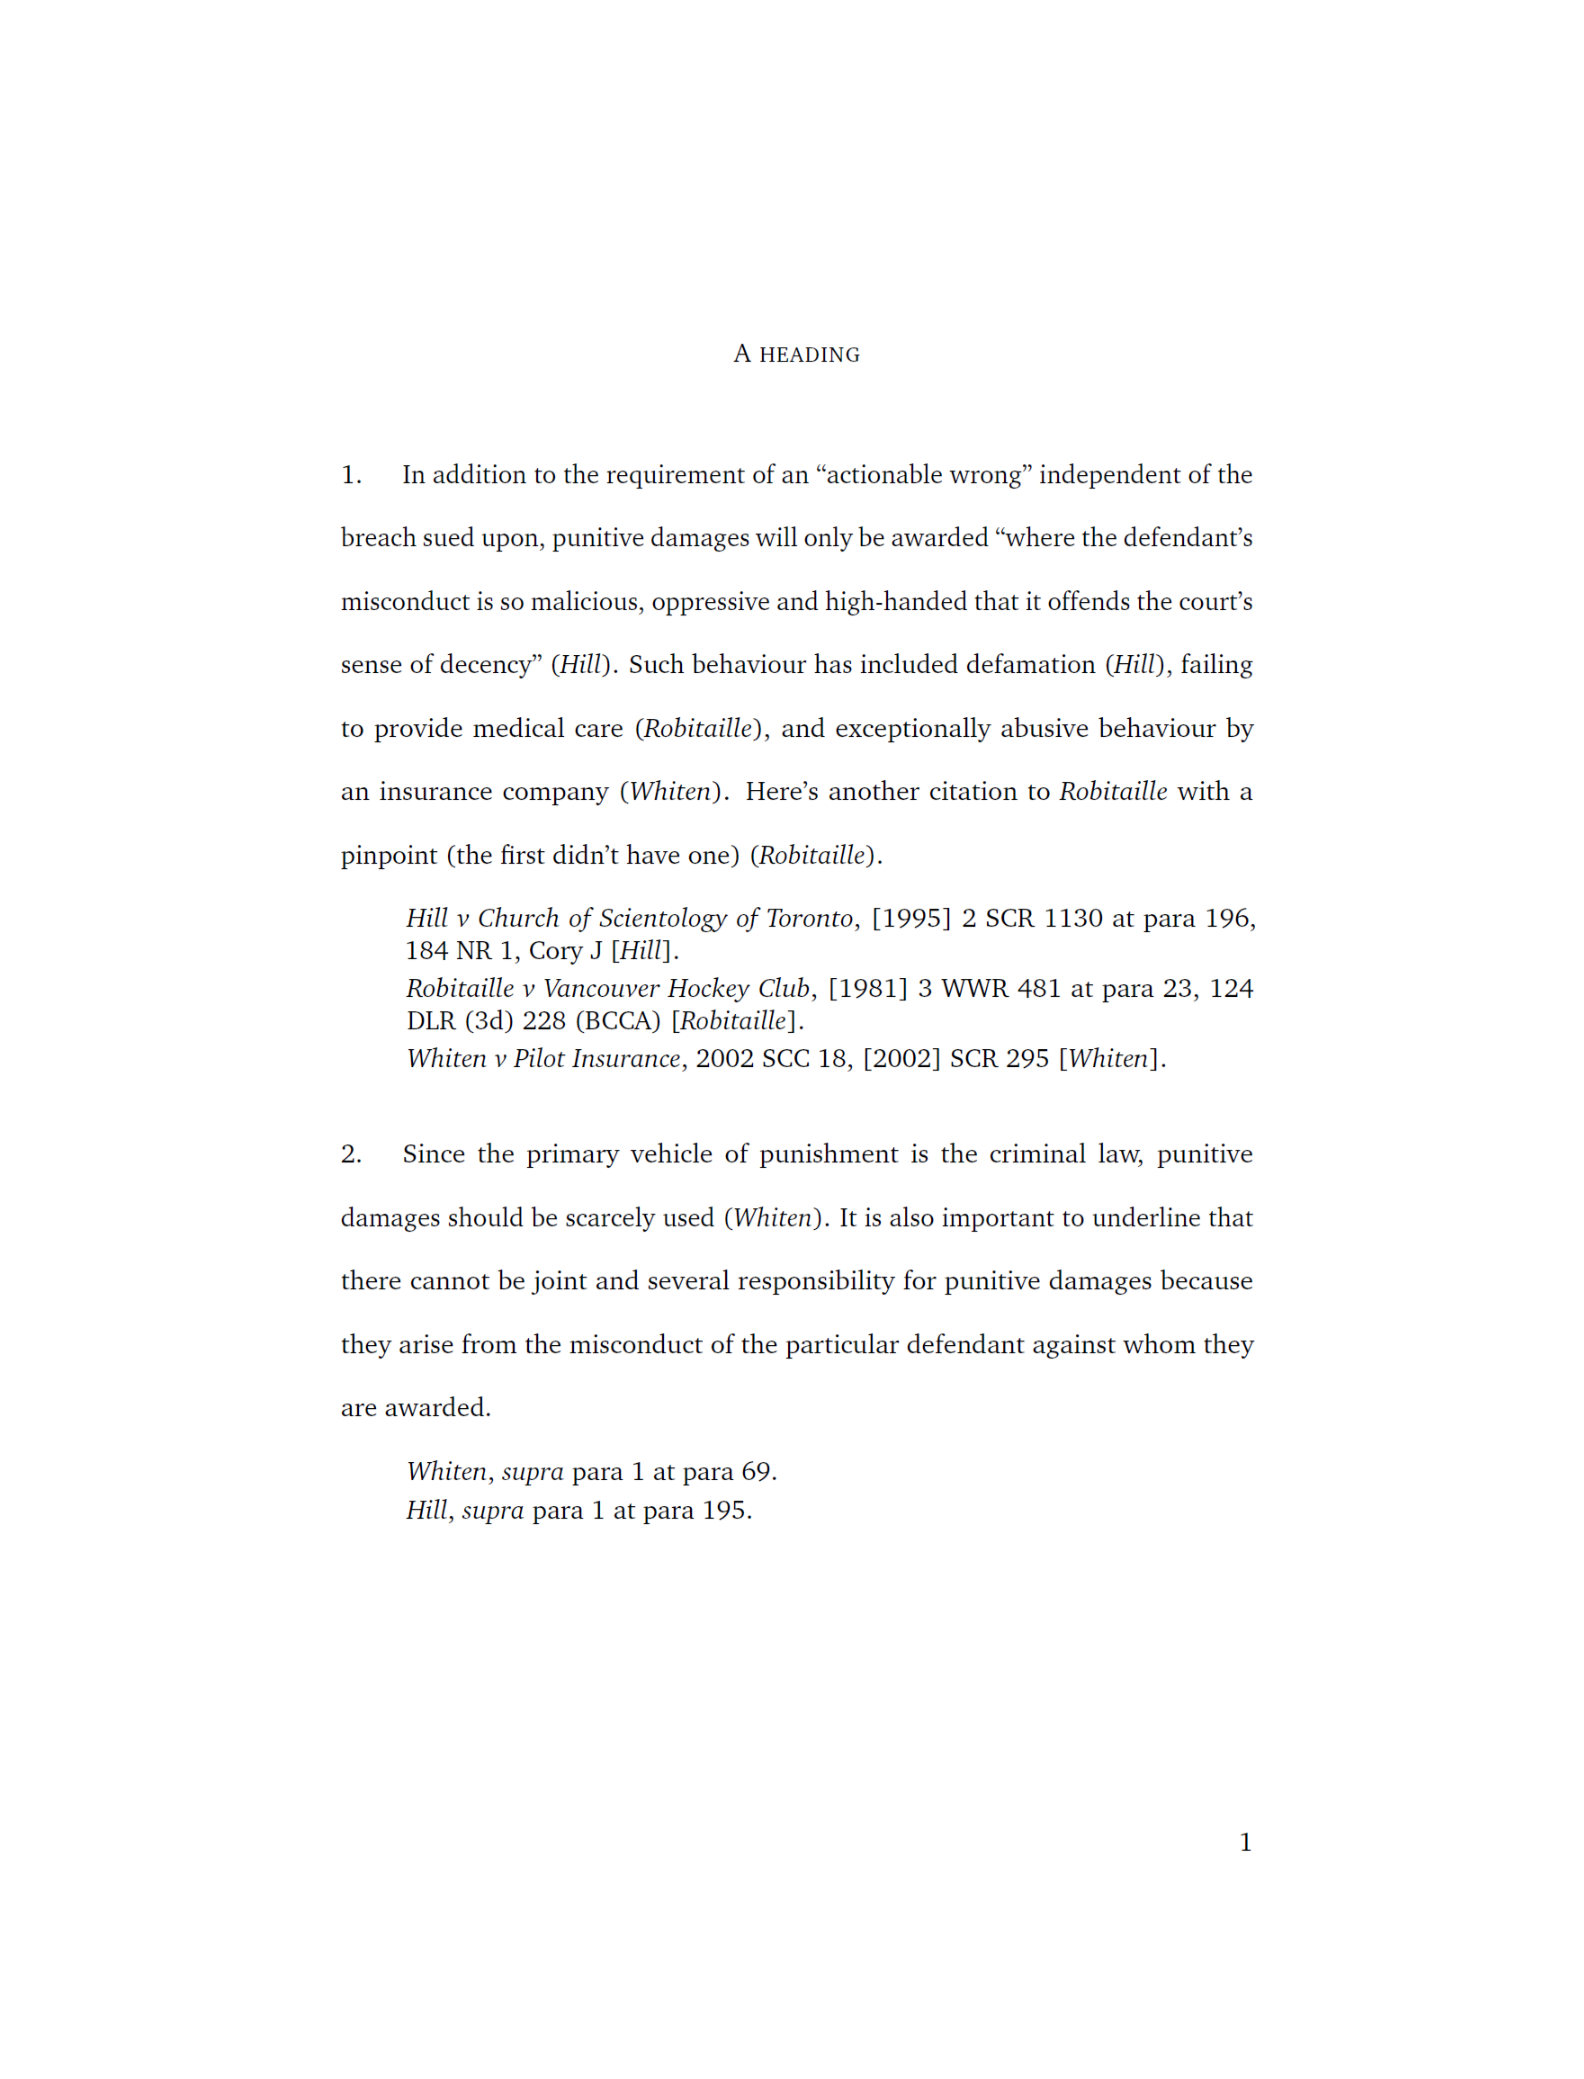 A HEADING
1. In addition to the requirement of an “actionable wrong” independent of the
breach sued upon, punitive damages will only be awarded “where the defendant’s
misconduct is so malicious, oppressive and high-handed that it offends the court’s
sense of decency” (Hill). Such behaviour has included defamation (Hill), failing
to provide medical care (Robitaille), and exceptionally abusive behaviour by
an insurance company (Whiten). Here’s another citation to Robitaille with a
pinpoint (the first didn’t have one) (Robitaille).
Hill v Church of Scientology of Toronto, [1995] 2 SCR 1130 at para 196,
184 NR 1, Cory J [Hill].
Robitaille v Vancouver Hockey Club, [1981] 3 WWR 481 at para 23, 124
DLR (3d) 228 (BCCA) [Robitaille].
Whiten v Pilot Insurance, 2002 SCC 18, [2002] SCR 295 [Whiten].
2. Since the primary vehicle of punishment is the criminal law, punitive
damages should be scarcely used (Whiten). It is also important to underline that
there cannot be joint and several responsibility for punitive damages because
they arise from the misconduct of the particular defendant against whom they
are awarded.
Whiten, supra para 1 at para 69.
Hill, supra para 1 at para 195.
1